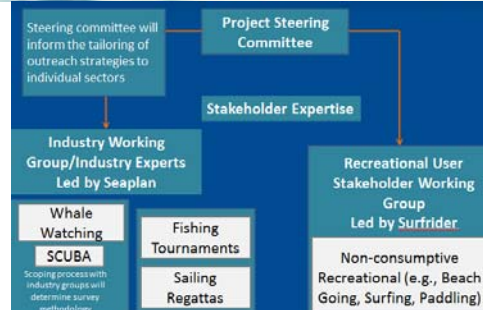 Steering committee will
inform the tailoring of
outreach strategies to
individual sectors
Project Steering
Committee
Stakeholder Expertise
Industry Working
Group/Industry Experts
Led by Seaplan
Recreational User
Stakeholder Working
Group
Led by Surfrider
Whale
Watching
SCUBA
Scoping process with
industry groups will
determine survey
methodology
Fishing
Tournaments
Sailing
Regattas
Non-consumptive
Recreational (e.g., Beach
Going, Surfing, Paddling)